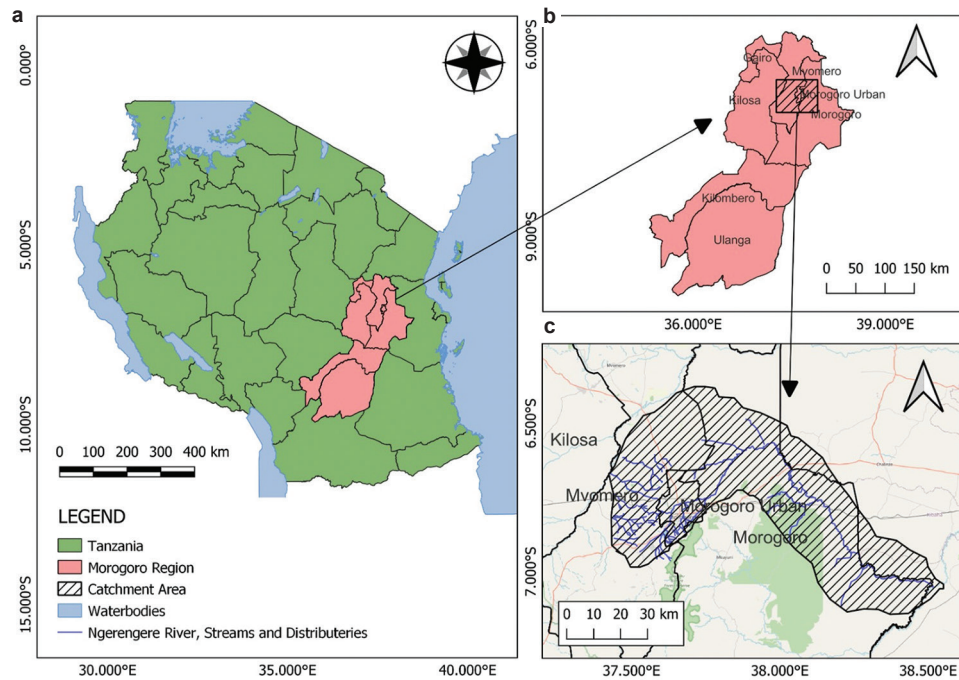 a
0.000°
5.000°S
10.000°S
15.000°S
0 100 200 300 400 km
LEGEND
Tanzania
Morogoro Region
Catchment Area
Waterbodies
Ngerengere River, Streams and Distributeries
30.000°E 35.000°E 40.000°E
b
6.000°S
9.000°S
Gairo
Mvomero
Kilosa
Morogoro Urban
Morogoro
Kilombero
Ulanga
0 50 100 150 km
36.000°E 39.000°E
c
6.500°S
7.000°S
Kilosa
Mvomero
Morogoro Urban
Morogoro
0 10 20 30 km
37.500°E 38.000°E 38.500°E